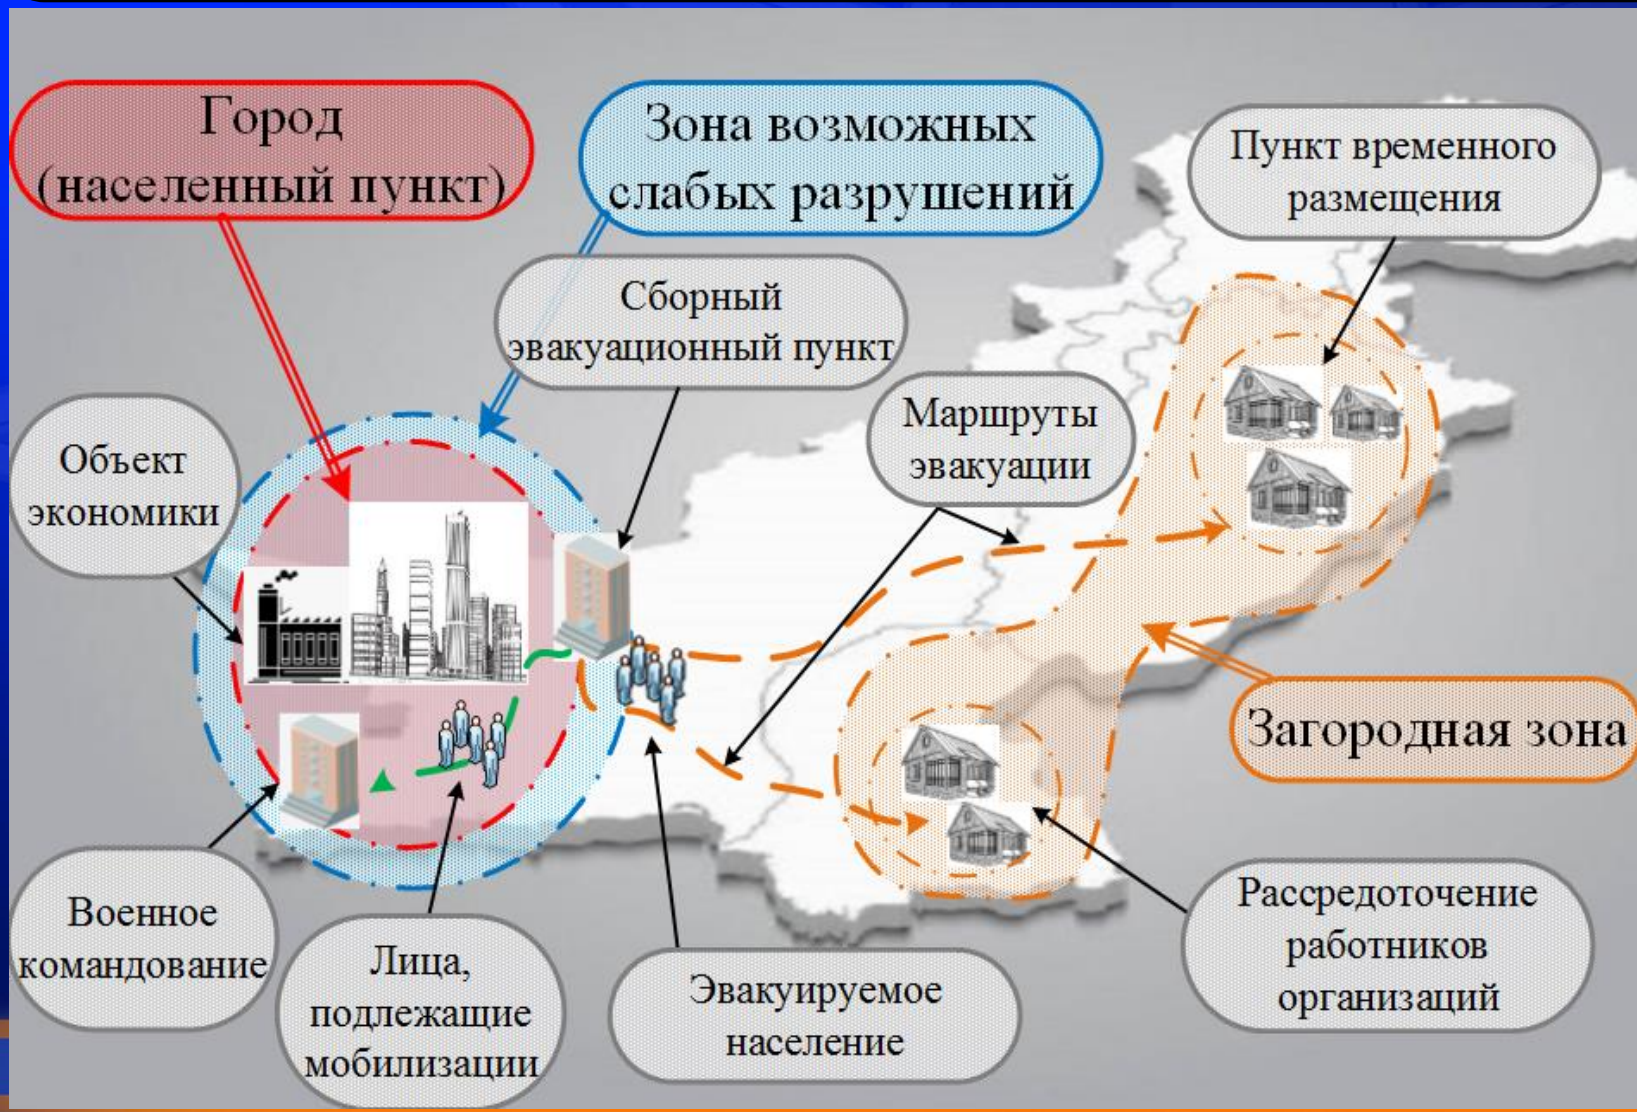 Город
(населенный пункт)
Зона возможных
слабых разрушений
Пункт временного
размещения
Сборный
эвакуационный пункт
Маршруты
эвакуации
Объект
экономики
Загородная зона
Военное
командование
Лица,
подлежащие
мобилизации
Эвакуируемое
население
Рассредоточение
работников
организаций